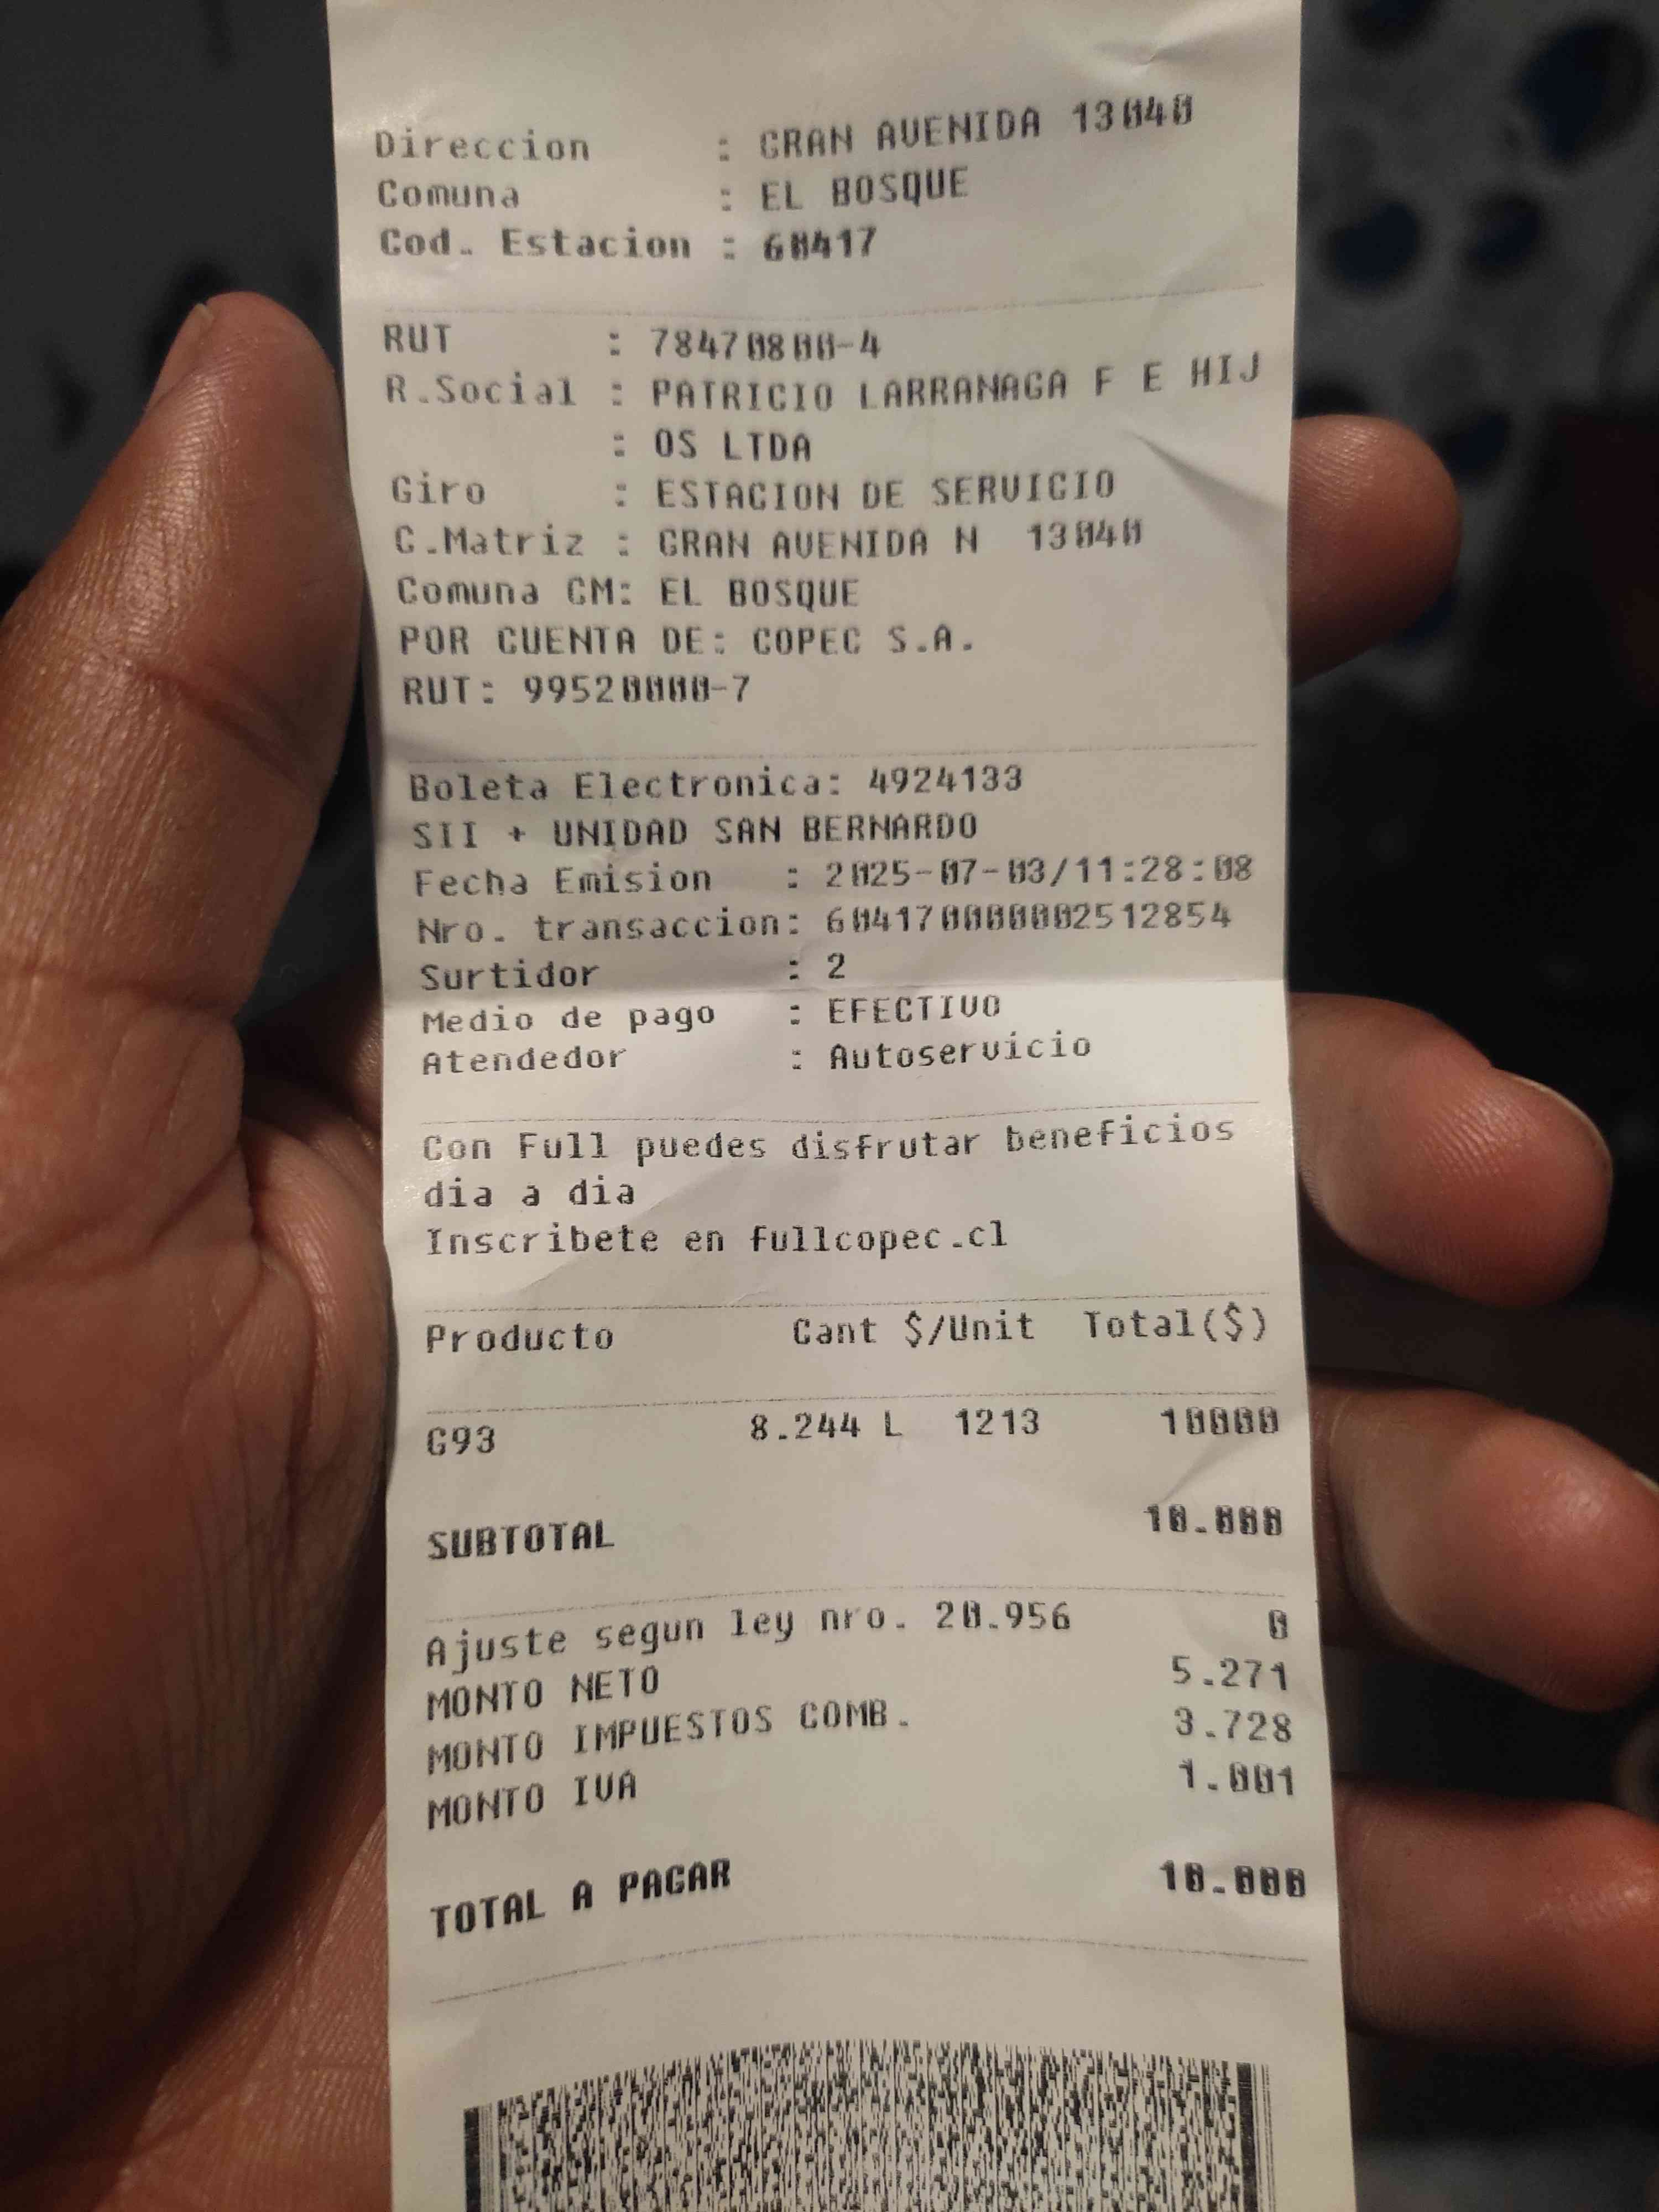 Direccion : GRAN AVENIDA 13040
Comuna : EL BOSQUE
Cod. Estacion : 60417
RUT : 78470800-4
R.Social : PATRICIO LARRANAGA F E HIJ
: OS LTDA
Giro : ESTACION DE SERVICIO
C.Matriz : GRAN AVENIDA N 13040
Comuna CM: EL BOSQUE
POR CUENTA DE: COPEC S.A.
RUT: 99520000-7
Boleta Electronica: 4924133
SII + UNIDAD SAN BERNARDO
Fecha Emision : 2025-07-03/11:28:08
Nro. transaccion: 604170000002512854
Surtidor : 2
Medio de pago : EFECTIVO
Atendedor : Autoservicio
Con Full puedes disfrutar beneficios
dia a dia
Inscribete en fullcopec.cl
Producto Cant $/Unit Total($)
G93 8.244 L 1213 10000
SUBTOTAL 10.000
Ajuste segun ley nro. 20.956 0
MONTO NETO 5.271
MONTO IMPUESTOS COMB. 3.728
MONTO IVA 1.001
TOTAL A PAGAR 10.000